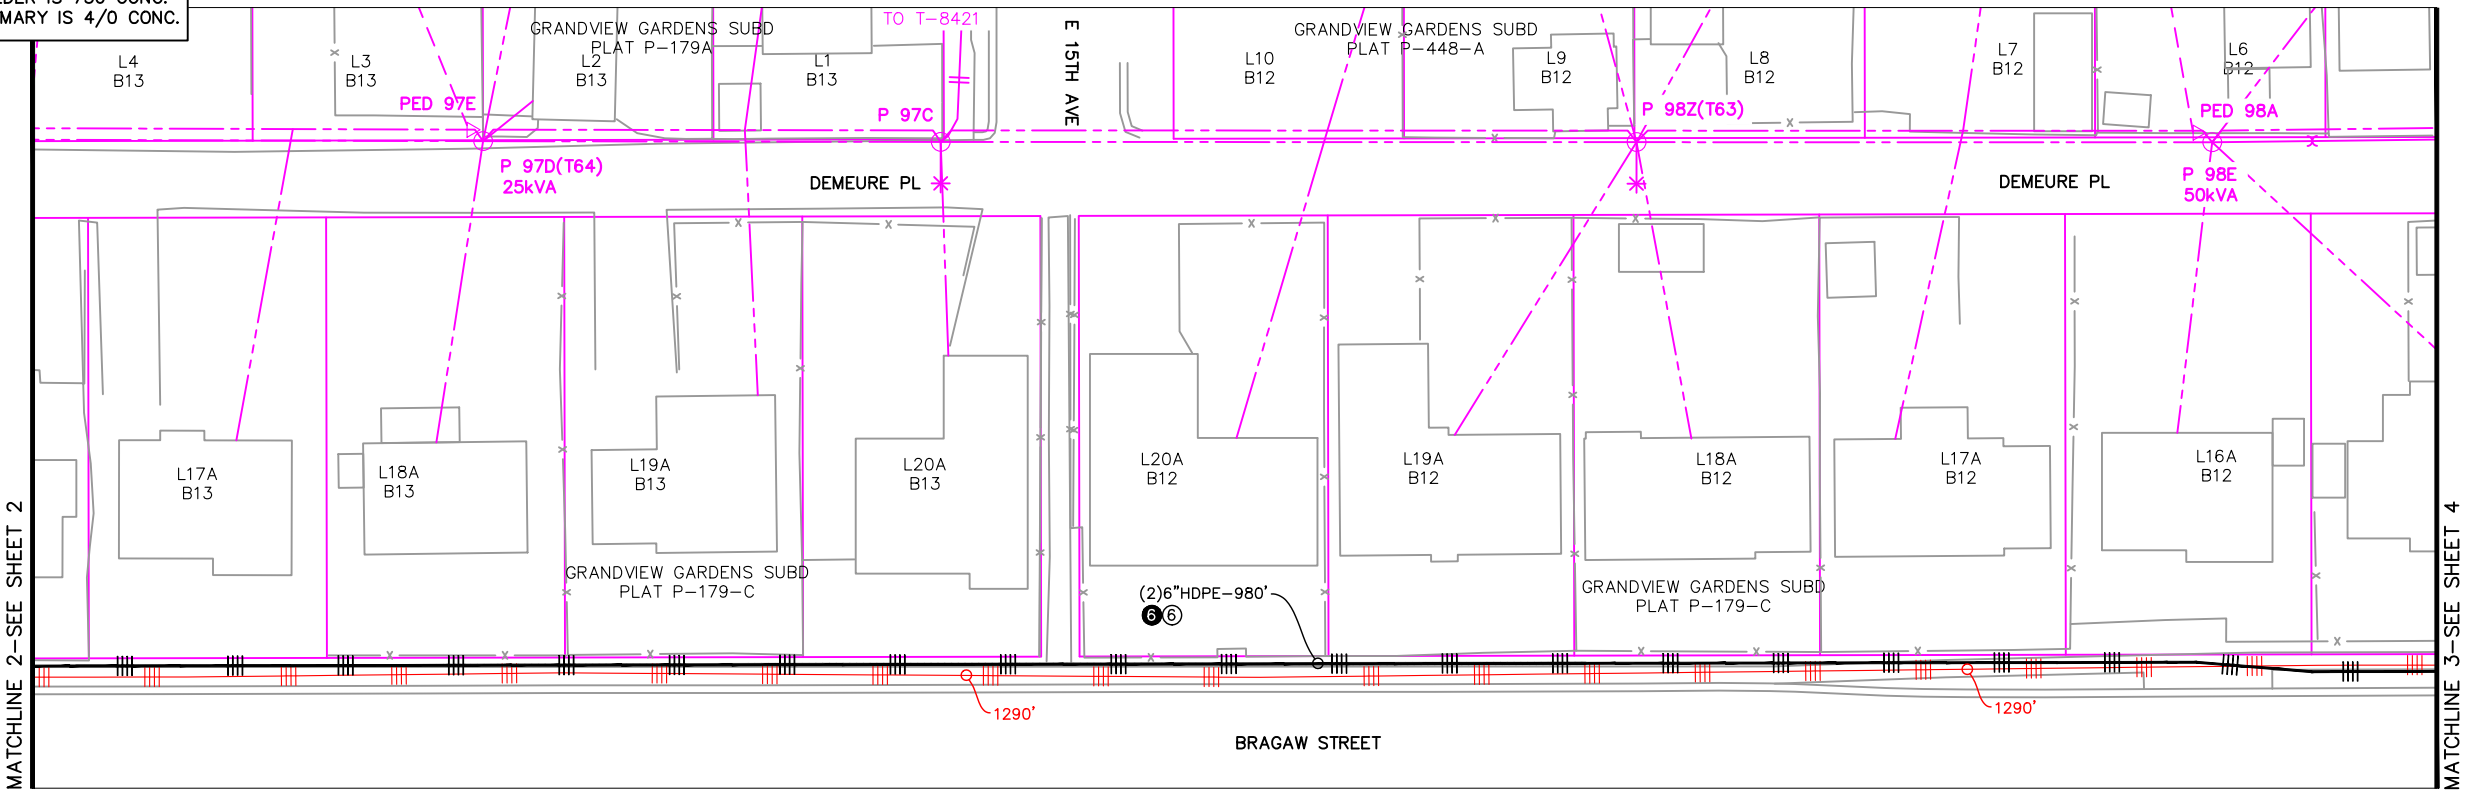 MARY IS 4/0 CONC.
GRANDVIEW GARDENS SUBD
PLAT P-179A
TO T-8421
E 15TH AVE
GRANDVIEW GARDENS SUBD
PLAT P-448-A
L4
B13
L3
B13
L2
B13
L1
B13
L10
B12
L9
B12
L8
B12
L7
B12
L6
B12
PED 97E
P 97C
P 98Z(T63)
PED 98A
P 97D(T64)
25kVA
DEMEURE PL
DEMEURE PL
P 98E
50kVA
L17A
B13
L18A
B13
L19A
B13
L20A
B13
L20A
B12
L19A
B12
L18A
B12
L17A
B12
L16A
B12
GRANDVIEW GARDENS SUBD
PLAT P-179-C
(2)6"HDPE-980'
6 6
GRANDVIEW GARDENS SUBD
PLAT P-179-C
1290'
1290'
BRAGAW STREET
MATCHLINE 2-SEE SHEET 2
MATCHLINE 3-SEE SHEET 4